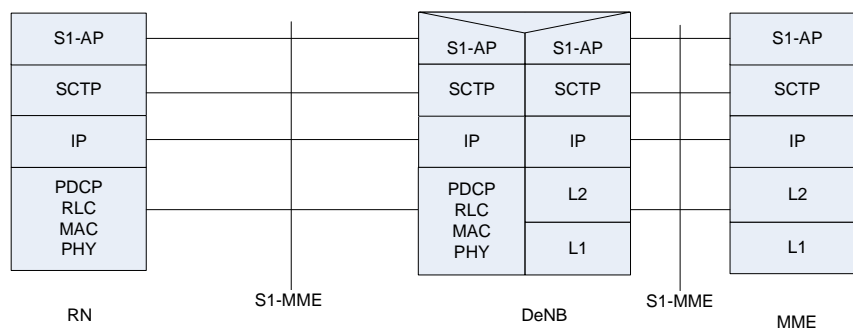 S1-AP
SCTP
IP
PDCP
RLC
MAC
PHY
RN
S1-MME
S1-AP S1-AP
SCTP SCTP
IP IP
PDCP
RLC
MAC
PHY
L2
L1
DeNB
S1-MME
S1-AP
SCTP
IP
L2
L1
MME